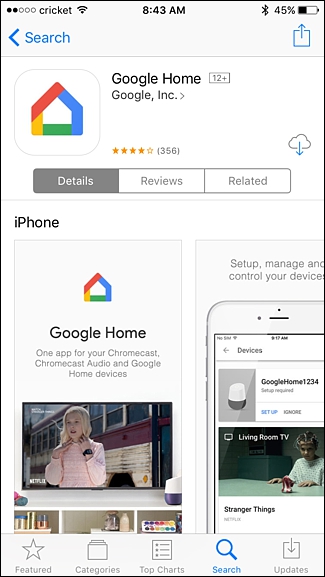 cricket 8:43 AM 45%
Search
Google Home 12+
Google, Inc. >
(356)
Details Reviews Related
iPhone
Google Home
One app for your Chromecast,
Chromecast Audio and Google
Home devices
NETFLIX
Setup, manage and
control your devices
No SIM 9:17 AM
Devices
GoogleHome1234
Setup required
SET UP IGNORE
Living Room TV
Stranger Things
NETFLIX
Featured Categories Top Charts Search Updates